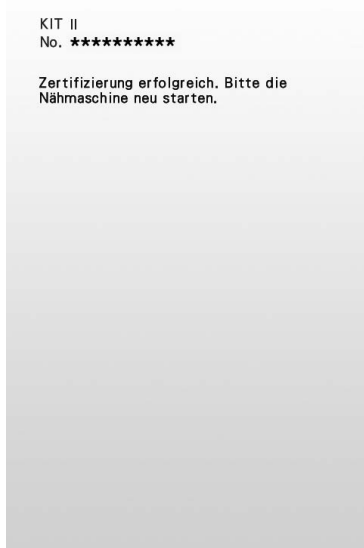 KIT II
No. **********
Zertifizierung erfolgreich. Bitte die
Nähmaschine neu starten.